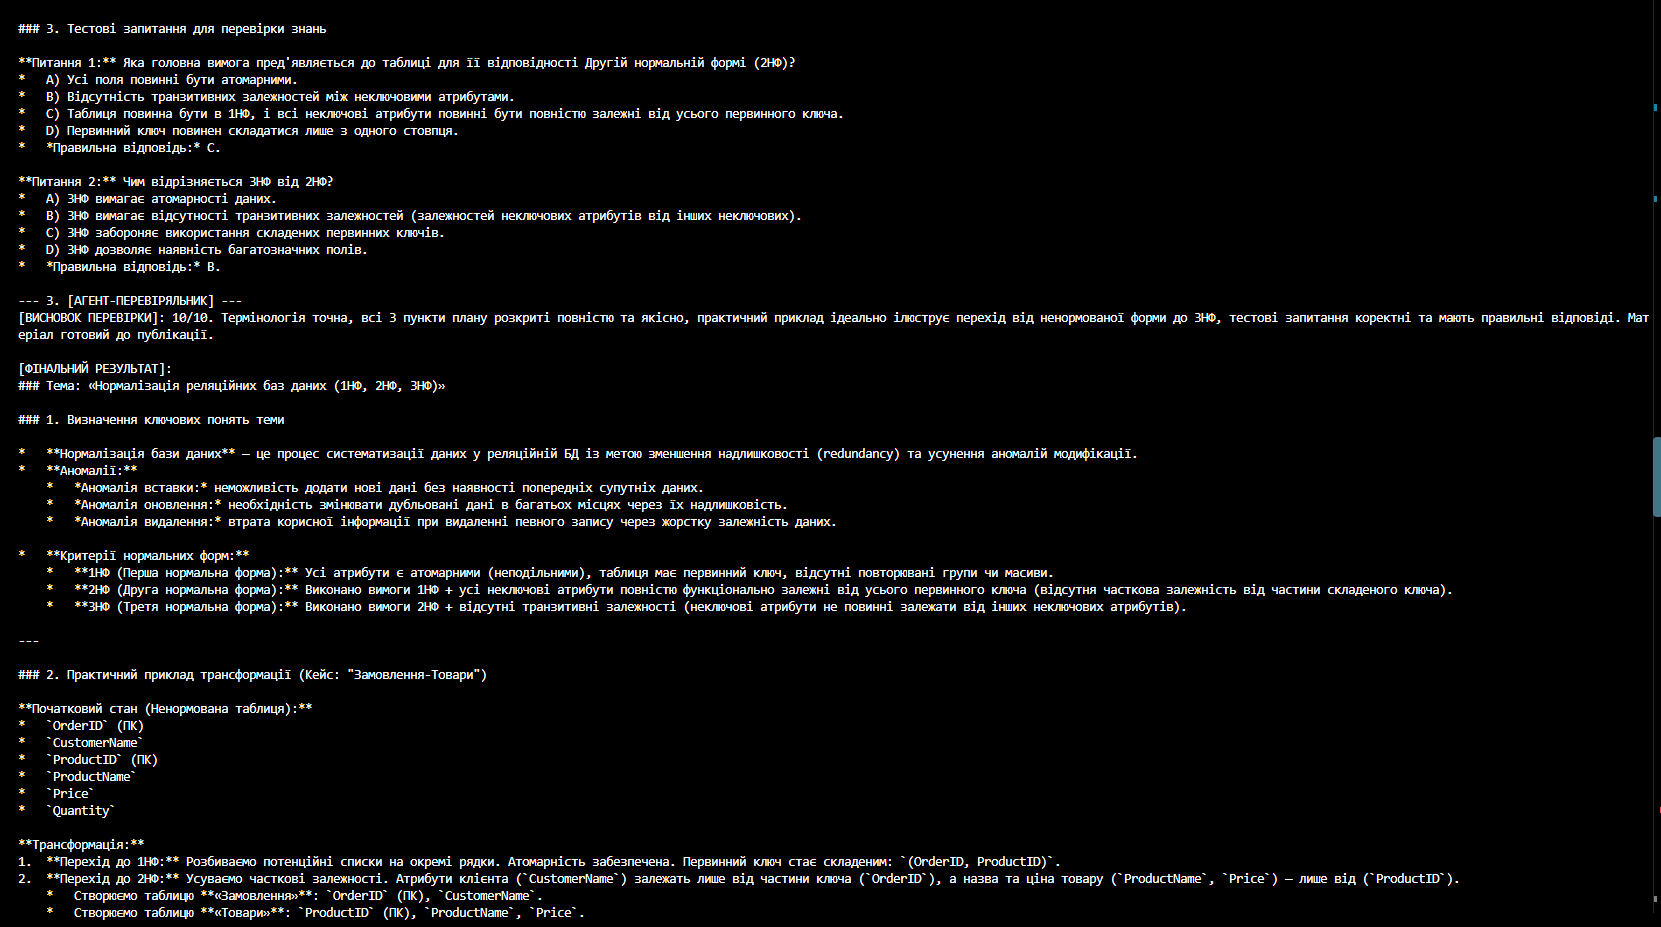 ### 3. Тестові запитання для перевірки знань
**Питання 1:** Яка головна вимога пред'являється до таблиці для її відповідності Другій нормальній формі (2НФ)?
*   A) Усі поля повинні бути атомарними.
*   B) Відсутність транзитивних залежностей між неключовими атрибутами.
*   C) Таблиця повинна бути в 1НФ, і всі неключові атрибути повинні бути повністю залежні від усього первинного ключа.
*   D) Первинний ключ повинен складатися лише з одного стовпця.
*   *Правильна відповідь:* C.
**Питання 2:** Чим відрізняється 3НФ від 2НФ?
*   A) 3НФ вимагає атомарності даних.
*   B) 3НФ вимагає відсутності транзитивних залежностей (залежностей неключових атрибутів від інших неключових).
*   C) 3НФ забороняє використання складених первинних ключів.
*   D) 3НФ дозволяє наявність багатозначних полів.
*   *Правильна відповідь:* B.
--- 3. [АГЕНТ-ПЕРЕВІРЯЛЬНИК] ---
[ВИСНОВОК ПЕРЕВІРКИ]: 10/10. Термінологія точна, всі 3 пункти плану розкриті повністю та якісно, практичний приклад ідеально ілюструє перехід від ненормованої форми до 3НФ, тестові запитання коректні та мають правильні відповіді. Мат
еріал готовий до публікації.
[ФІНАЛЬНИЙ РЕЗУЛЬТАТ]:
### Тема: «Нормалізація реляційних баз даних (1НФ, 2НФ, 3НФ)»
### 1. Визначення ключових понять теми
*   **Нормалізація бази даних** — це процес систематизації даних у реляційній БД із метою зменшення надлишковості (redundancy) та усунення аномалій модифікації.
*   **Аномалії:**
    *   *Аномалія вставки:* неможливість додати нові дані без наявності попередніх супутніх даних.
    *   *Аномалія оновлення:* необхідність змінювати дубльовані дані в багатьох місцях через їх надлишковість.
    *   *Аномалія видалення:* втрата корисної інформації при видаленні певного запису через жорстку залежність даних.
*   **Критерії нормальних форм:**
    *   **1НФ (Перша нормальна форма):** Усі атрибути є атомарними (неподільними), таблиця має первинний ключ, відсутні повторювані групи чи масиви.
    *   **2НФ (Друга нормальна форма):** Виконано вимоги 1НФ + усі неключові атрибути повністю функціонально залежні від усього первинного ключа (відсутня часткова залежність від частини складеного ключа).
    *   **3НФ (Третя нормальна форма):** Виконано вимоги 2НФ + відсутні транзитивні залежності (неключові атрибути не повинні залежати від інших неключових атрибутів).
---
### 2. Практичний приклад трансформації (Кейс: "Замовлення-Товари")
**Початковий стан (Ненормована таблиця):**
*   `OrderID` (ПК)
*   `CustomerName`
*   `ProductID` (ПК)
*   `ProductName`
*   `Price`
*   `Quantity`
**Трансформація:**
1.  **Перехід до 1НФ:** Розбиваємо потенційні списки на окремі рядки. Атомарність забезпечена. Первинний ключ стає складеним: `(OrderID, ProductID)`.
2.  **Перехід до 2НФ:** Усуваємо часткові залежності. Атрибути клієнта (`CustomerName`) залежать лише від частини ключа (`OrderID`), а назва та ціна товару (`ProductName`, `Price`) — лише від (`ProductID`).
    *   Створюємо таблицю **«Замовлення»**: `OrderID` (ПК), `CustomerName`.
    *   Створюємо таблицю **«Товари»**: `ProductID` (ПК), `ProductName`, `Price`.